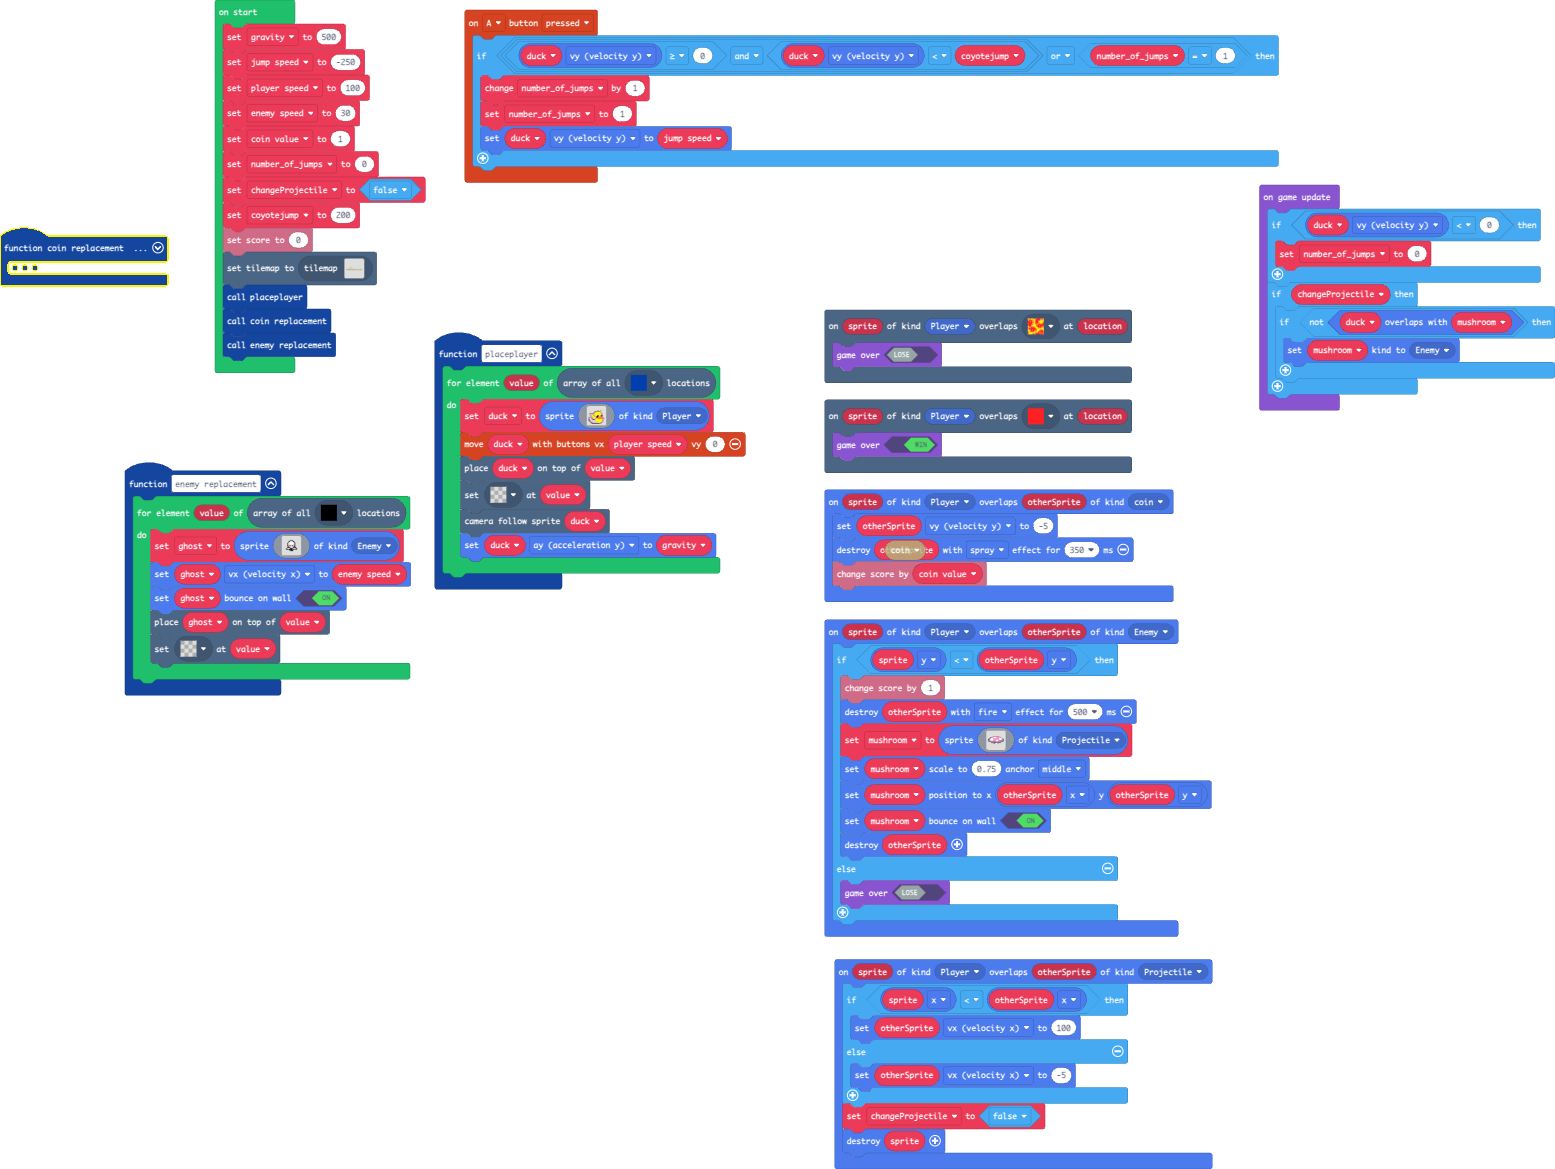 on start
set gravity to 500
set jump speed to -250
set player speed to 100
set enemy speed to 30
set coin value to 1
set number_of_jumps to 0
set changeProjectile to false
set coyotejump to 200
set score to 0
set tilemap to tilemap
call placeplayer
call coin replacement
call enemy replacement
function coin replacement ...
on A button pressed
if duck vy (velocity y) ≥ 0 and duck vy (velocity y) < coyotejump or number_of_jumps = 1 then
change number_of_jumps by 1
set number_of_jumps to 1
set duck vy (velocity y) to jump speed
on game update
if duck vy (velocity y) < 0 then
set number_of_jumps to 0
if changeProjectile then
if not duck overlaps with mushroom then
set mushroom kind to Enemy
function placeplayer
for element value of array of all locations
do
set duck to sprite of kind Player
move duck with buttons vx player speed vy 0
place duck on top of value
set at value
camera follow sprite duck
set duck ay (acceleration y) to gravity
function enemy replacement
for element value of array of all locations
do
set ghost to sprite of kind Enemy
set ghost vx (velocity x) to enemy speed
set ghost bounce on wall ON
place ghost on top of value
set at value
on sprite of kind Player overlaps at location
game over LOSE
on sprite of kind Player overlaps at location
game over WIN
on sprite of kind Player overlaps otherSprite of kind coin
set otherSprite vy (velocity y) to -5
destroy coin with spray effect for 350 ms
change score by coin value
on sprite of kind Player overlaps otherSprite of kind Enemy
if sprite y < otherSprite y then
change score by 1
destroy otherSprite with fire effect for 500 ms
set mushroom to sprite of kind Projectile
set mushroom scale to 0.75 anchor middle
set mushroom position to x otherSprite x y otherSprite y
set mushroom bounce on wall ON
destroy otherSprite
else
game over LOSE
on sprite of kind Player overlaps otherSprite of kind Projectile
if sprite x < otherSprite x then
set otherSprite vx (velocity x) to 100
else
set otherSprite vx (velocity x) to -5
set changeProjectile to false
destroy sprite